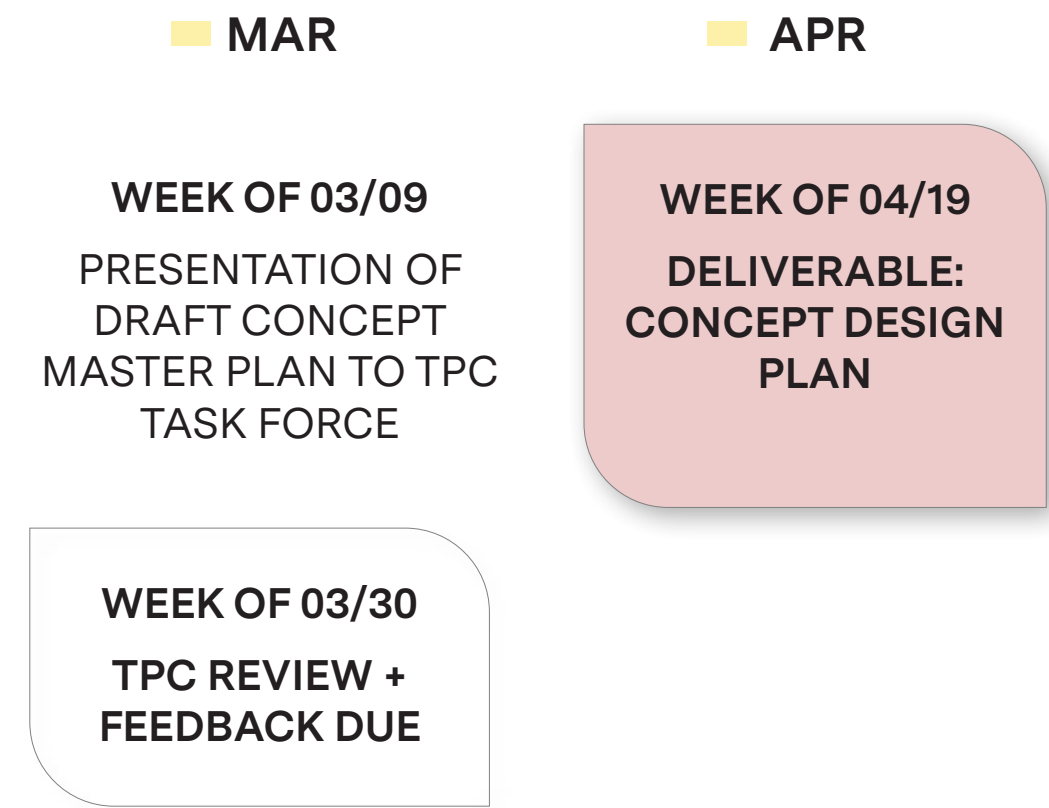 MAR
WEEK OF 03/09
PRESENTATION OF
DRAFT CONCEPT
MASTER PLAN TO TPC
TASK FORCE
WEEK OF 03/30
TPC REVIEW +
FEEDBACK DUE
APR
WEEK OF 04/19
DELIVERABLE:
CONCEPT DESIGN
PLAN